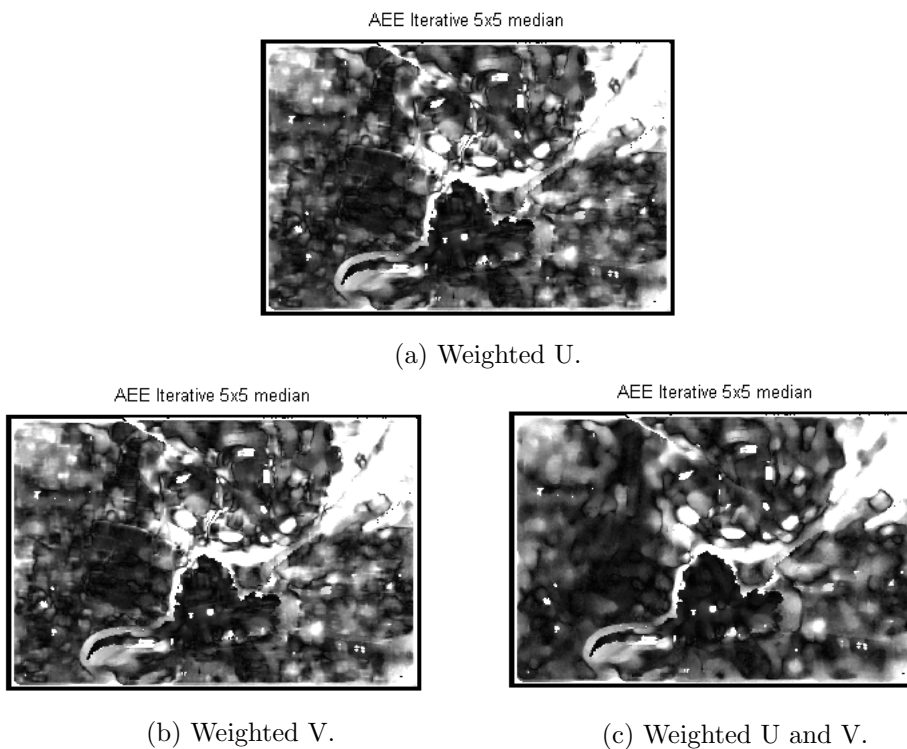 AEE Iterative 5x5 median
(a) Weighted U.
AEE Iterative 5x5 median
AEE Iterative 5x5 median
(b) Weighted V.
(c) Weighted U and V.